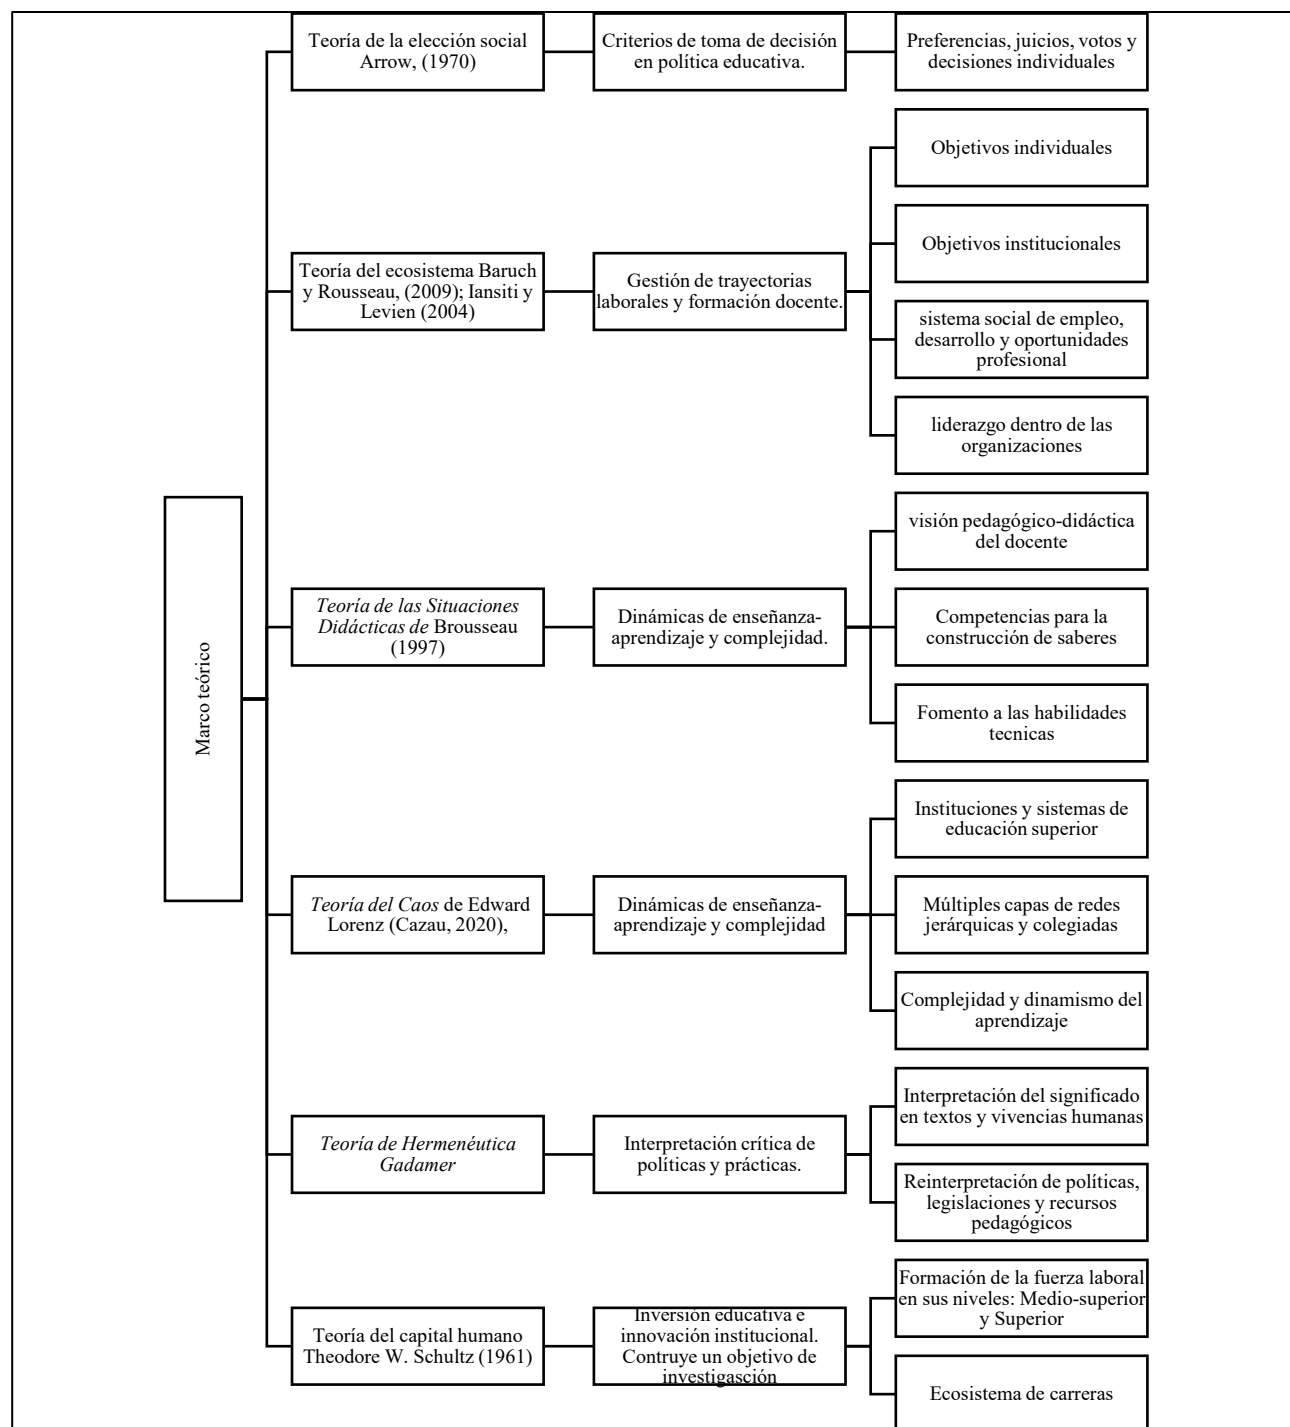 Marco teórico
Teoría de la elección social
Arrow, (1970)
Criterios de toma de decisión
en política educativa.
Preferencias, juicios, votos y
decisiones individuales
Teoría del ecosistema Baruch
y Rousseau, (2009); Iansiti y
Levien (2004)
Gestión de trayectorias
laborales y formación docente.
Objetivos individuales
Objetivos institucionales
sistema social de empleo,
desarrollo y oportunidades
profesional
liderazgo dentro de las
organizaciones
Teoría de las Situaciones
Didácticas de Brousseau
(1997)
Dinámicas de enseñanza-
aprendizaje y complejidad.
visión pedagógico-didáctica
del docente
Competencias para la
construcción de saberes
Fomento a las habilidades
tecnicas
Teoría del Caos de Edward
Lorenz (Cazau, 2020),
Dinámicas de enseñanza-
aprendizaje y complejidad
Instituciones y sistemas de
educación superior
Múltiples capas de redes
jerárquicas y colegiadas
Complejidad y dinamismo del
aprendizaje
Teoría de Hermenéutica
Gadamer
Interpretación crítica de
políticas y prácticas.
Interpretación del significado
en textos y vivencias humanas
Reinterpretación de políticas,
legislaciones y recursos
pedagógicos
Teoría del capital humano
Theodore W. Schultz (1961)
Inversión educativa e
innovación institucional.
Contruye un objetivo de
investigasción
Formación de la fuerza laboral
en sus niveles: Medio-superior
y Superior
Ecosistema de carreras